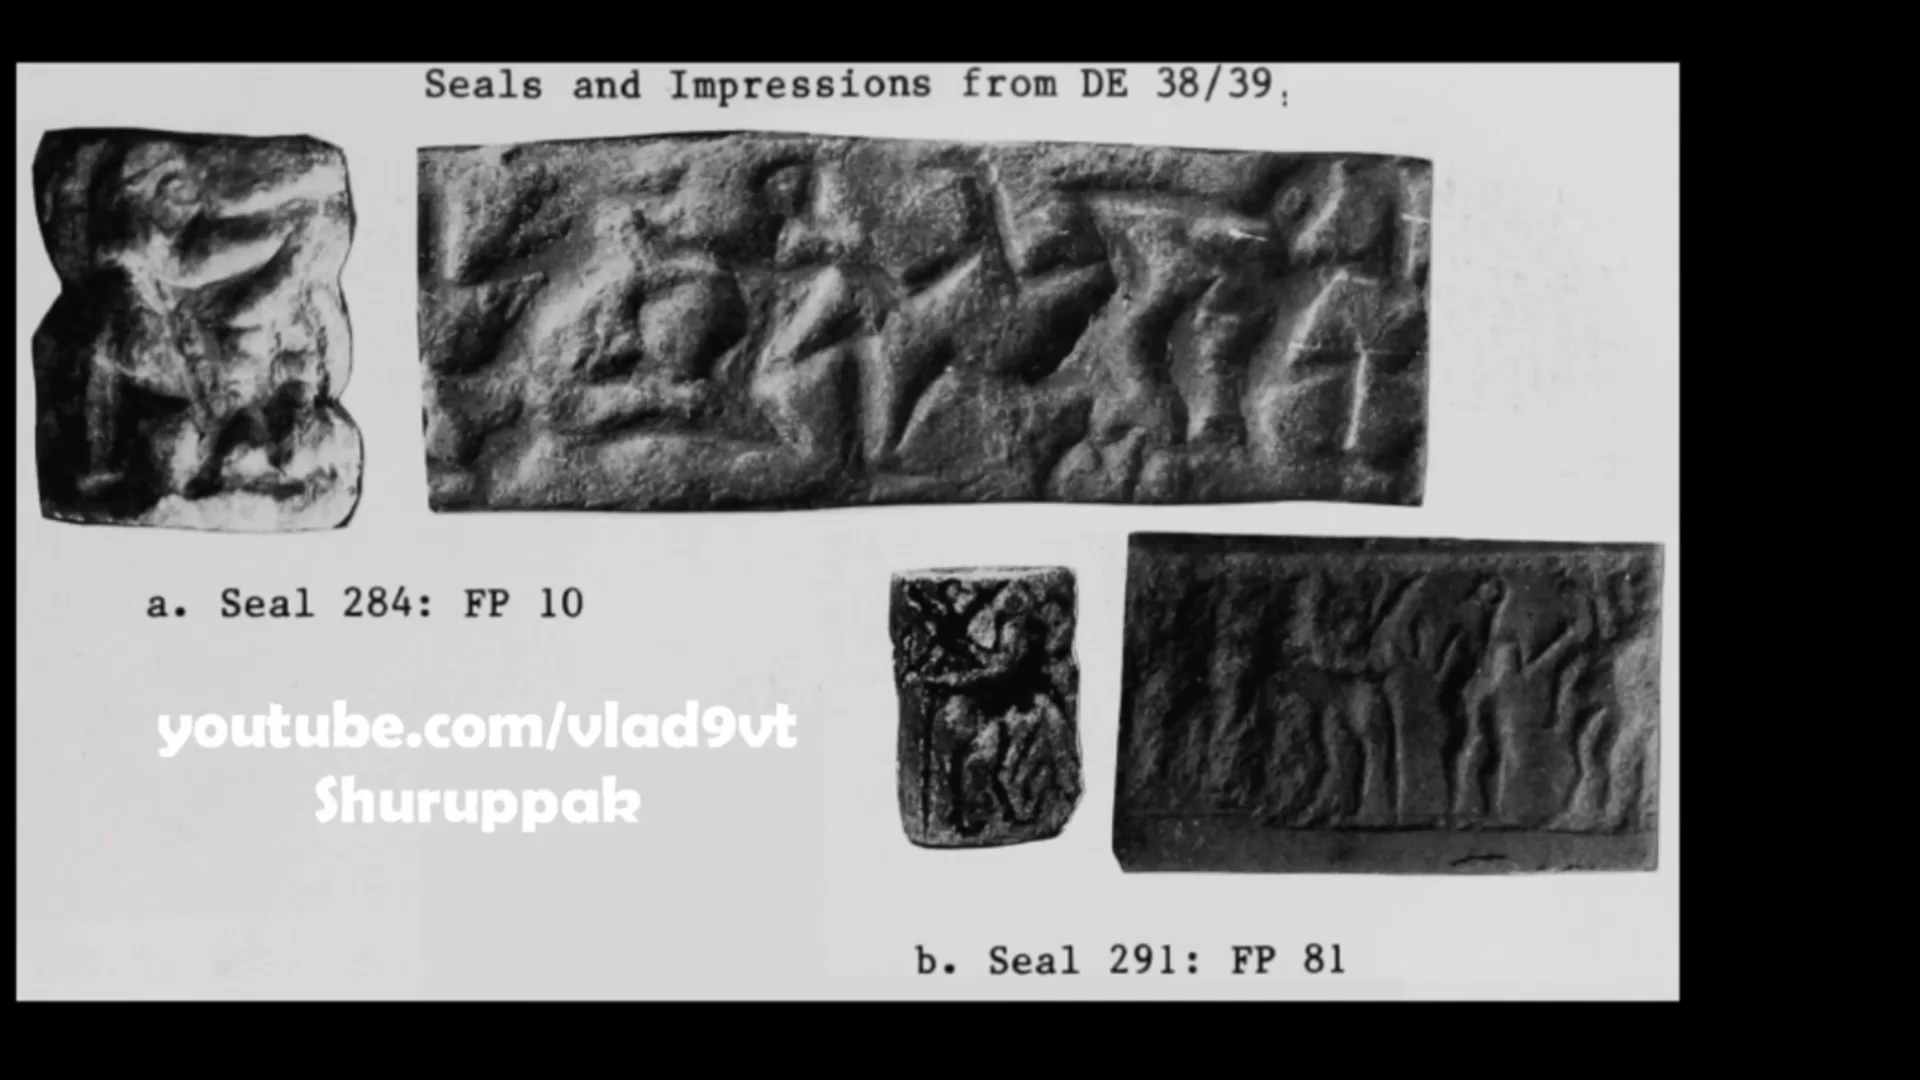 Seals and Impressions from DE 38/39:
a. Seal 284: FP 10
youtube.com/vlad9vt
Shuruppak
b. Seal 291: FP 81